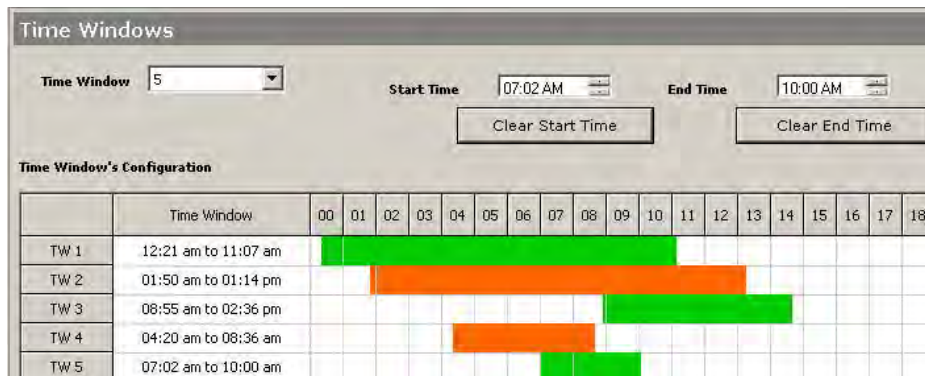 Time Windows
Time Window 5 Start Time 07:02 AM End Time 10:00 AM
Clear Start Time Clear End Time
Time Window's Configuration
Time Window 00 01 02 03 04 05 06 07 08 09 10 11 12 13 14 15 16 17 18
TW 1 12:21 am to 11:07 am
TW 2 01:50 am to 01:14 pm
TW 3 08:55 am to 02:36 pm
TW 4 04:20 am to 08:36 am
TW 5 07:02 am to 10:00 am